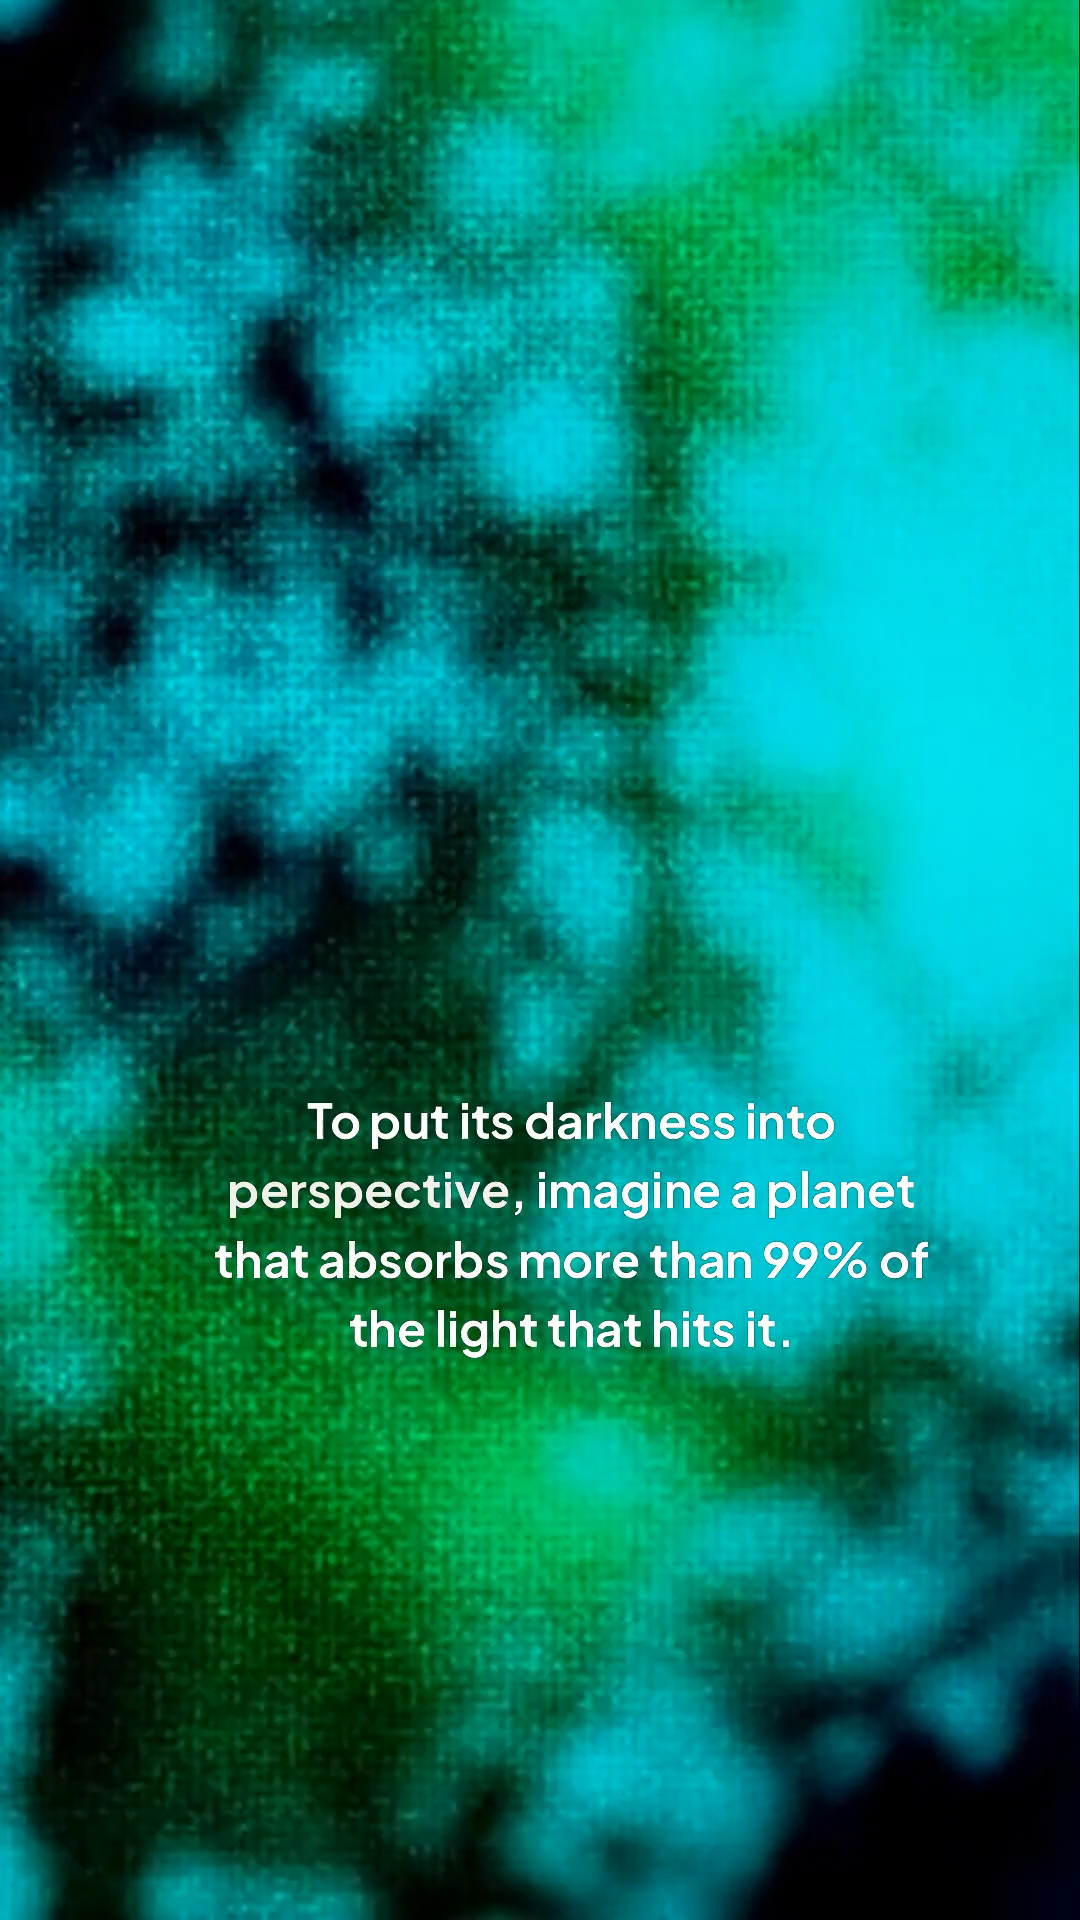 To put its darkness into
perspective, imagine a planet
that absorbs more than 99% of
the light that hits it.